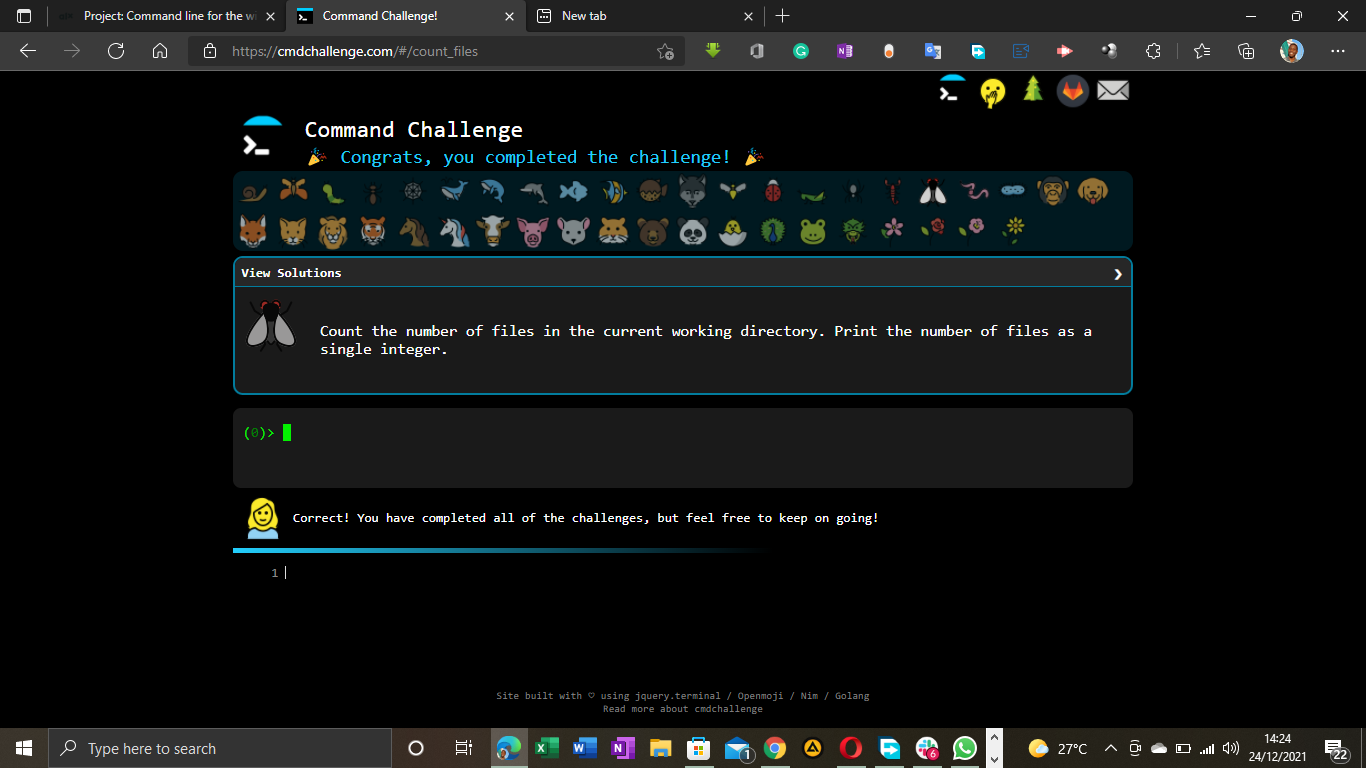 Project: Command line for the wi
Command Challenge!
New tab
https://cmdchallenge.com/#/count_files
Command Challenge
Congrats, you completed the challenge!
View Solutions
Count the number of files in the current working directory. Print the number of files as a
single integer.
(0)>
Correct! You have completed all of the challenges, but feel free to keep on going!
1
Site built with ♡ using jquery.terminal / Openmoji / Nim / Golang
Read more about cmdchallenge
Type here to search
1
6
27°C
14:24
24/12/2021
22